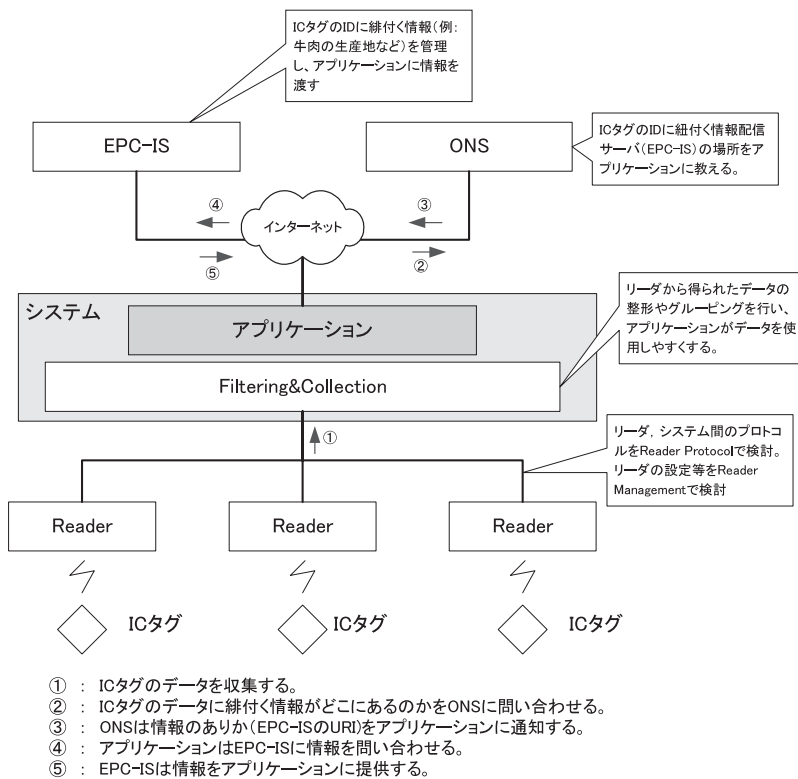 ICタグのIDに緋付く情報(例:
牛肉の生産地など)を管理
し、アプリケーションに情報を
渡す
EPC-IS
ONS
ICタグのIDに紐付く情報配信
サーバ(EPC-IS)の場所をア
プリケーションに教える。
④
③
インターネット
⑤
②
システム
アプリケーション
Filtering&Collection
リーダから得られたデータの
整形やグルーピングを行い、
アプリケーションがデータを使
用しやすくする。
①
リーダ, システム間のプロトコ
ルをReader Protocolで検討。
リーダの設定等をReader
Managementで検討
Reader
Reader
Reader
ICタグ
ICタグ
ICタグ
① : ICタグのデータを収集する。
② : ICタグのデータに緋付く情報がどこにあるのかをONSに問い合わせる。
③ : ONSは情報のありか(EPC-ISのURI)をアプリケーションに通知する。
④ : アプリケーションはEPC-ISに情報を問い合わせる。
⑤ : EPC-ISは情報をアプリケーションに提供する。